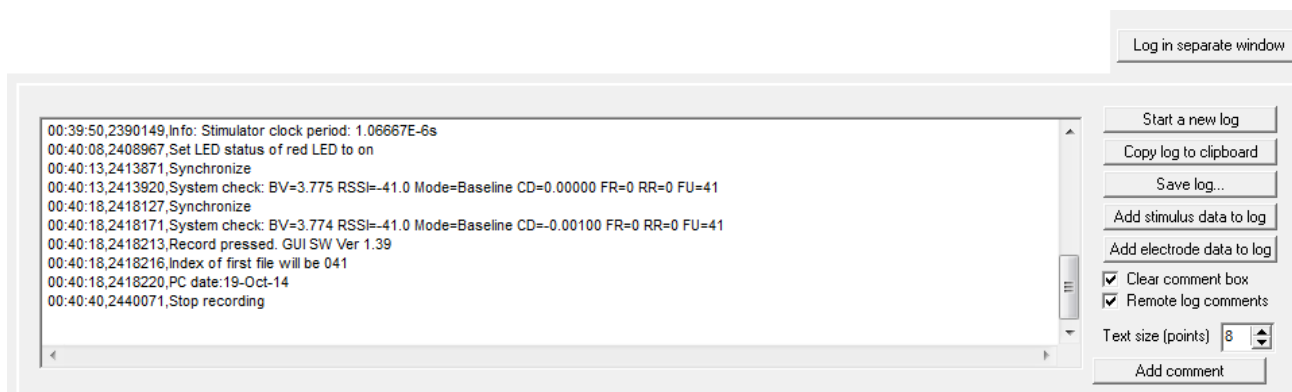 Log in separate window
00:39:50,2390149,Info: Stimulator clock period: 1.06667E-6s
00:40:08,2408967,Set LED status of red LED to on
00:40:13,2413871,Synchronize
00:40:13,2413920,System check: BV=3.775 RSSI=-41.0 Mode=Baseline CD=0.00000 FR=0 RR=0 FU=41
00:40:18,2418127,Synchronize
00:40:18,2418171,System check: BV=3.774 RSSI=-41.0 Mode=Baseline CD=-0.00100 FR=0 RR=0 FU=41
00:40:18,2418213,Record pressed. GUI SW Ver 1.39
00:40:18,2418216,Index of first file will be 041
00:40:18,2418220,PC date:19-Oct-14
00:40:40,2440071,Stop recording
Start a new log
Copy log to clipboard
Save log...
Add stimulus data to log
Add electrode data to log
Clear comment box
Remote log comments
Text size (points) 8
Add comment